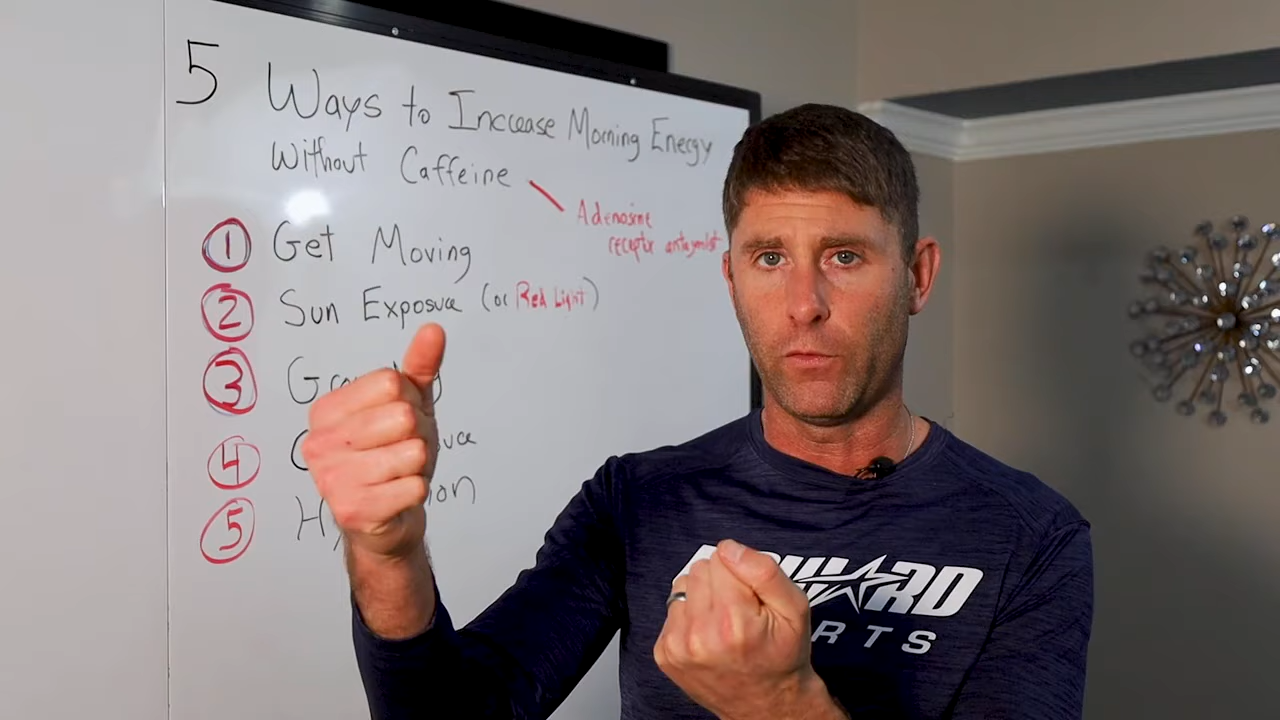 5 Ways to Increase Morning Energy
Without Caffeine
Adenosine
receptor antagonist
1 Get Moving
2 Sun Exposure (or Red Light)
3
4
5